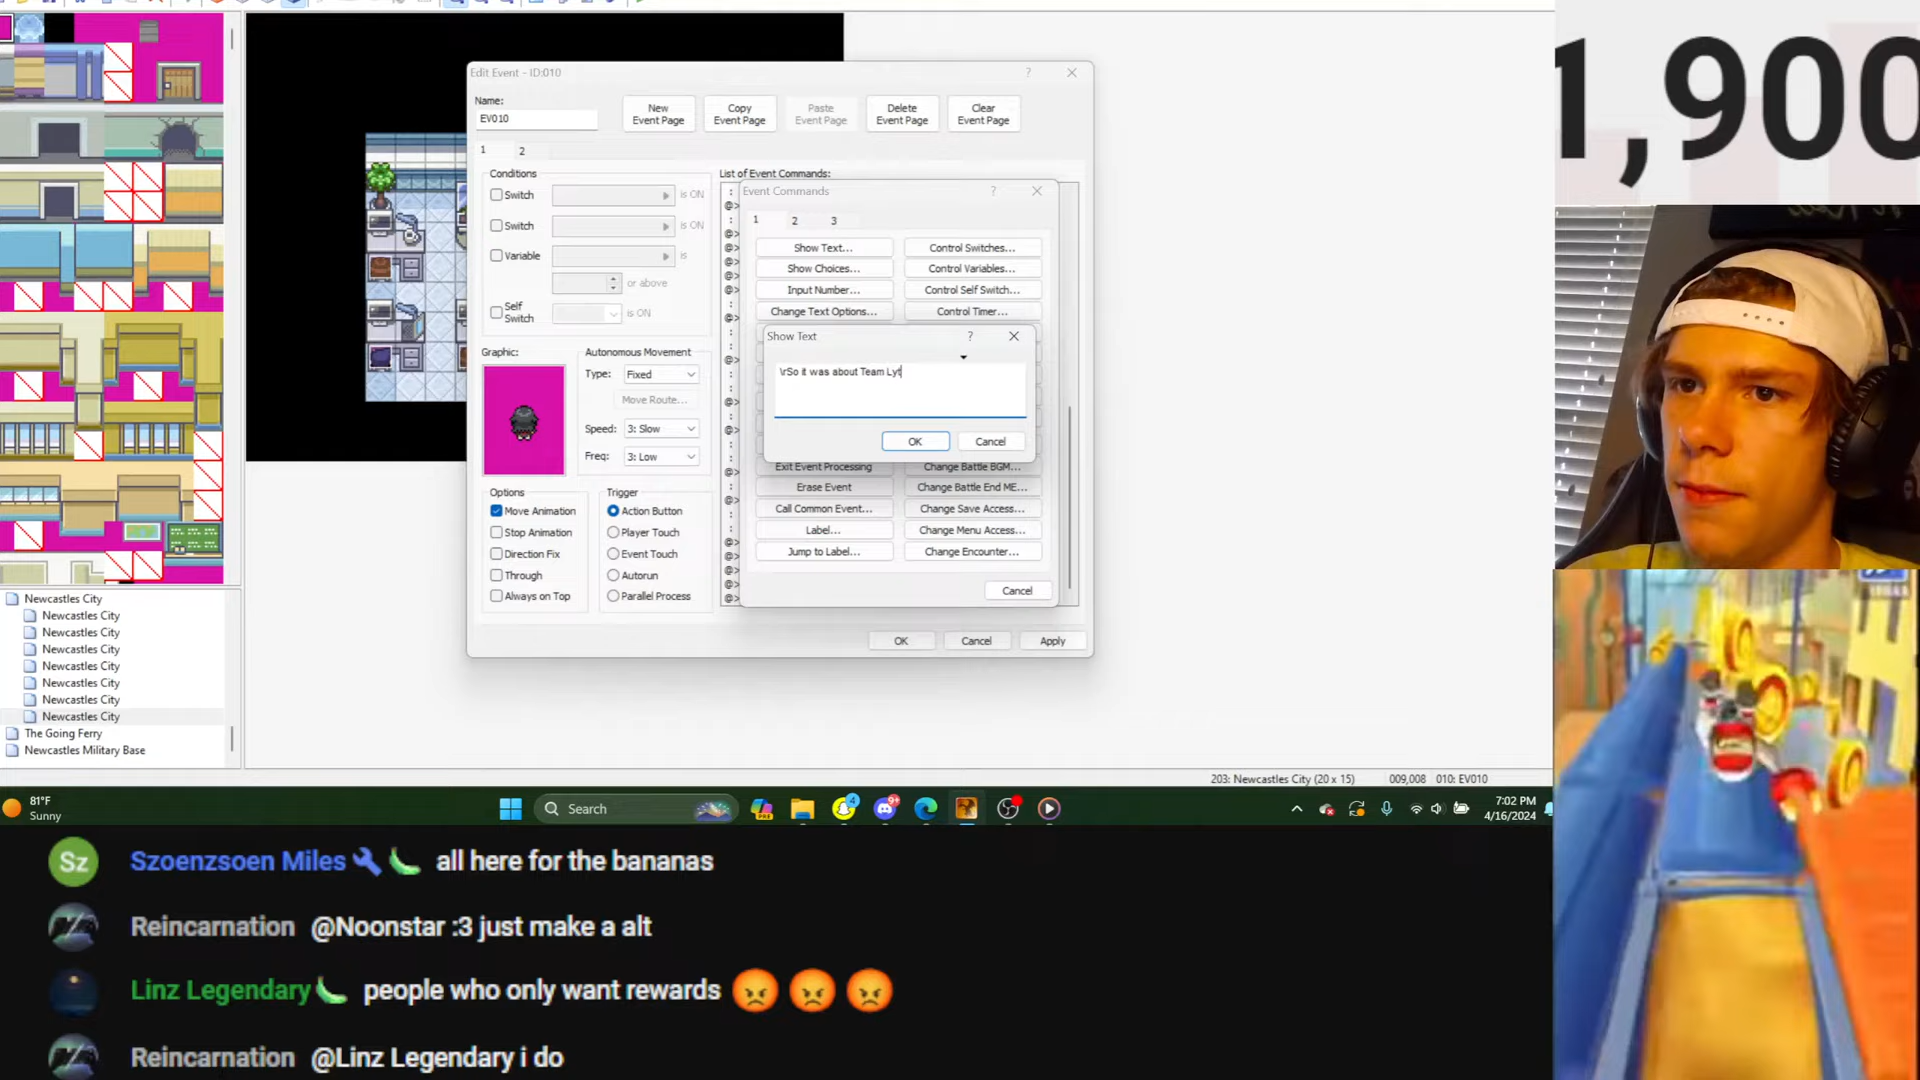 1,900
Edit Event - ID:010
?
Name:
EV010
New Event Page
Copy Event Page
Paste Event Page
Delete Event Page
Clear Event Page
1
2
Conditions
Switch
is ON
Switch
is ON
Variable
is
or above
Self Switch
is ON
Graphic:
Autonomous Movement
Type:
Fixed
Move Route...
Speed:
3: Slow
Freq:
3: Low
Options
Move Animation
Stop Animation
Direction Fix
Through
Always on Top
Trigger
Action Button
Player Touch
Event Touch
Autorun
Parallel Process
List of Event Commands:
Event Commands
?
1
2
3
Show Text...
Control Switches...
Show Choices...
Control Variables...
Input Number...
Control Self Switch...
Change Text Options...
Control Timer...
Show Text
?
\rSo it was about Team Lyt
OK
Cancel
Exit Event Processing
Change Battle BGM...
Erase Event
Change Battle End ME...
Call Common Event...
Change Save Access...
Label...
Change Menu Access...
Jump to Label...
Change Encounter...
Cancel
OK
Cancel
Apply
Newcastles City
Newcastles City
Newcastles City
Newcastles City
Newcastles City
Newcastles City
Newcastles City
Newcastles City
The Going Ferry
Newcastles Military Base
203: Newcastles City (20 x 15)
009,008
010: EV010
81°F
Sunny
Search
7:02 PM
4/16/2024
Sz
Szoenzsoen Miles all here for the bananas
Reincarnation @Noonstar :3 just make a alt
Linz Legendary people who only want rewards 😡 😡 😡
Reincarnation @Linz Legendary i do